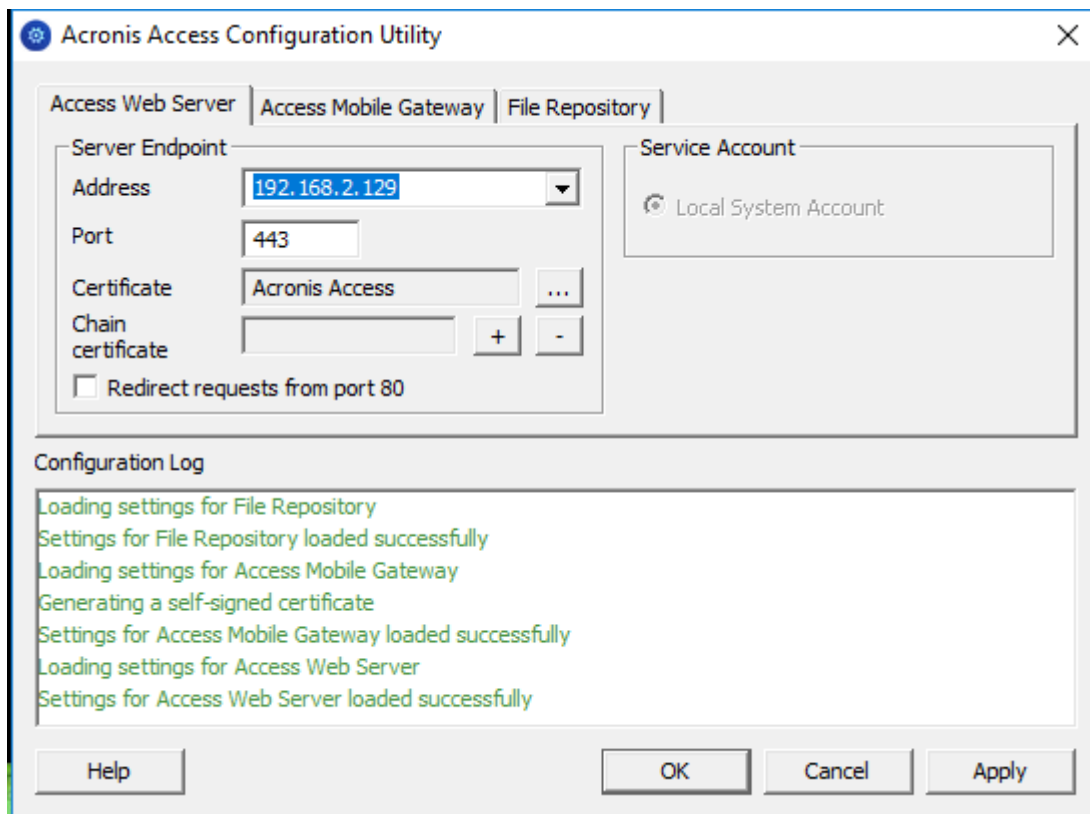 Acronis Access Configuration Utility
Access Web Server
Access Mobile Gateway
File Repository
Server Endpoint
Address
192.168.2.129
Port
443
Certificate
Acronis Access
...
Chain
certificate
+
-
Redirect requests from port 80
Service Account
Local System Account
Configuration Log
Loading settings for File Repository
Settings for File Repository loaded successfully
Loading settings for Access Mobile Gateway
Generating a self-signed certificate
Settings for Access Mobile Gateway loaded successfully
Loading settings for Access Web Server
Settings for Access Web Server loaded successfully
Help
OK
Cancel
Apply